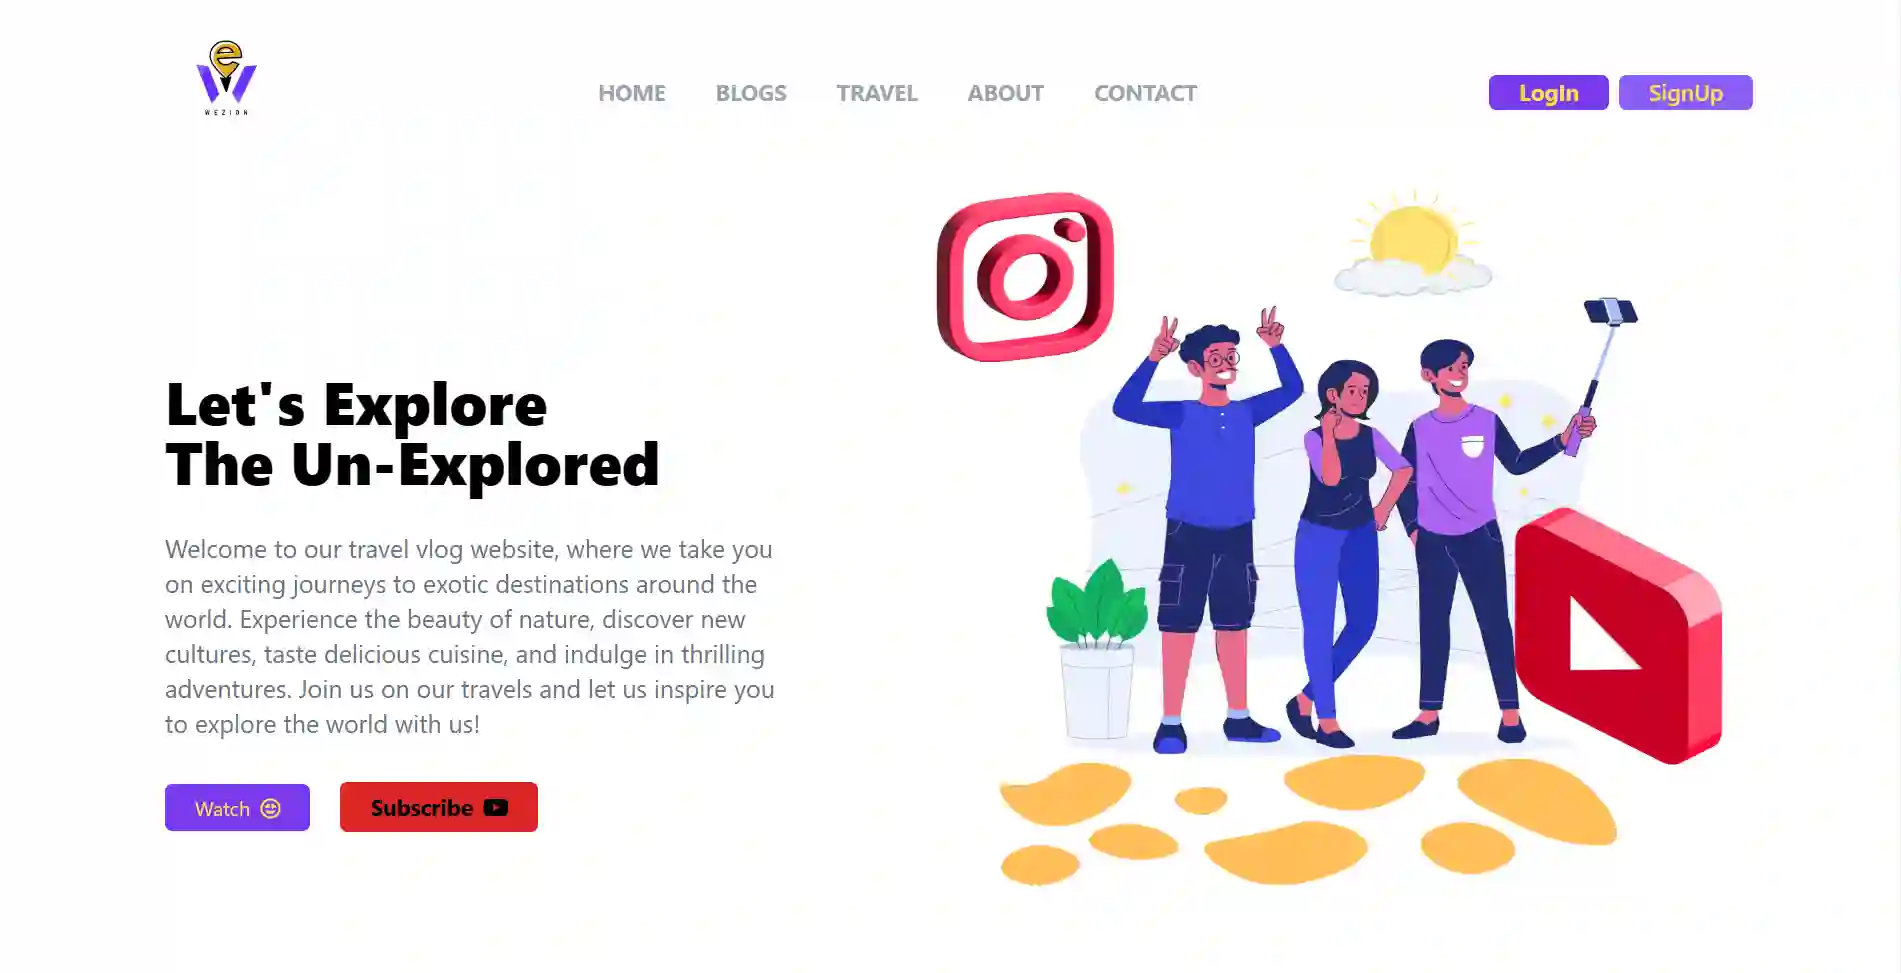 WEZION
HOME BLOGS TRAVEL ABOUT CONTACT
LogIn SignUp
Let's Explore
The Un-Explored
Welcome to our travel vlog website, where we take you
on exciting journeys to exotic destinations around the
world. Experience the beauty of nature, discover new
cultures, taste delicious cuisine, and indulge in thrilling
adventures. Join us on our travels and let us inspire you
to explore the world with us!
Watch Subscribe